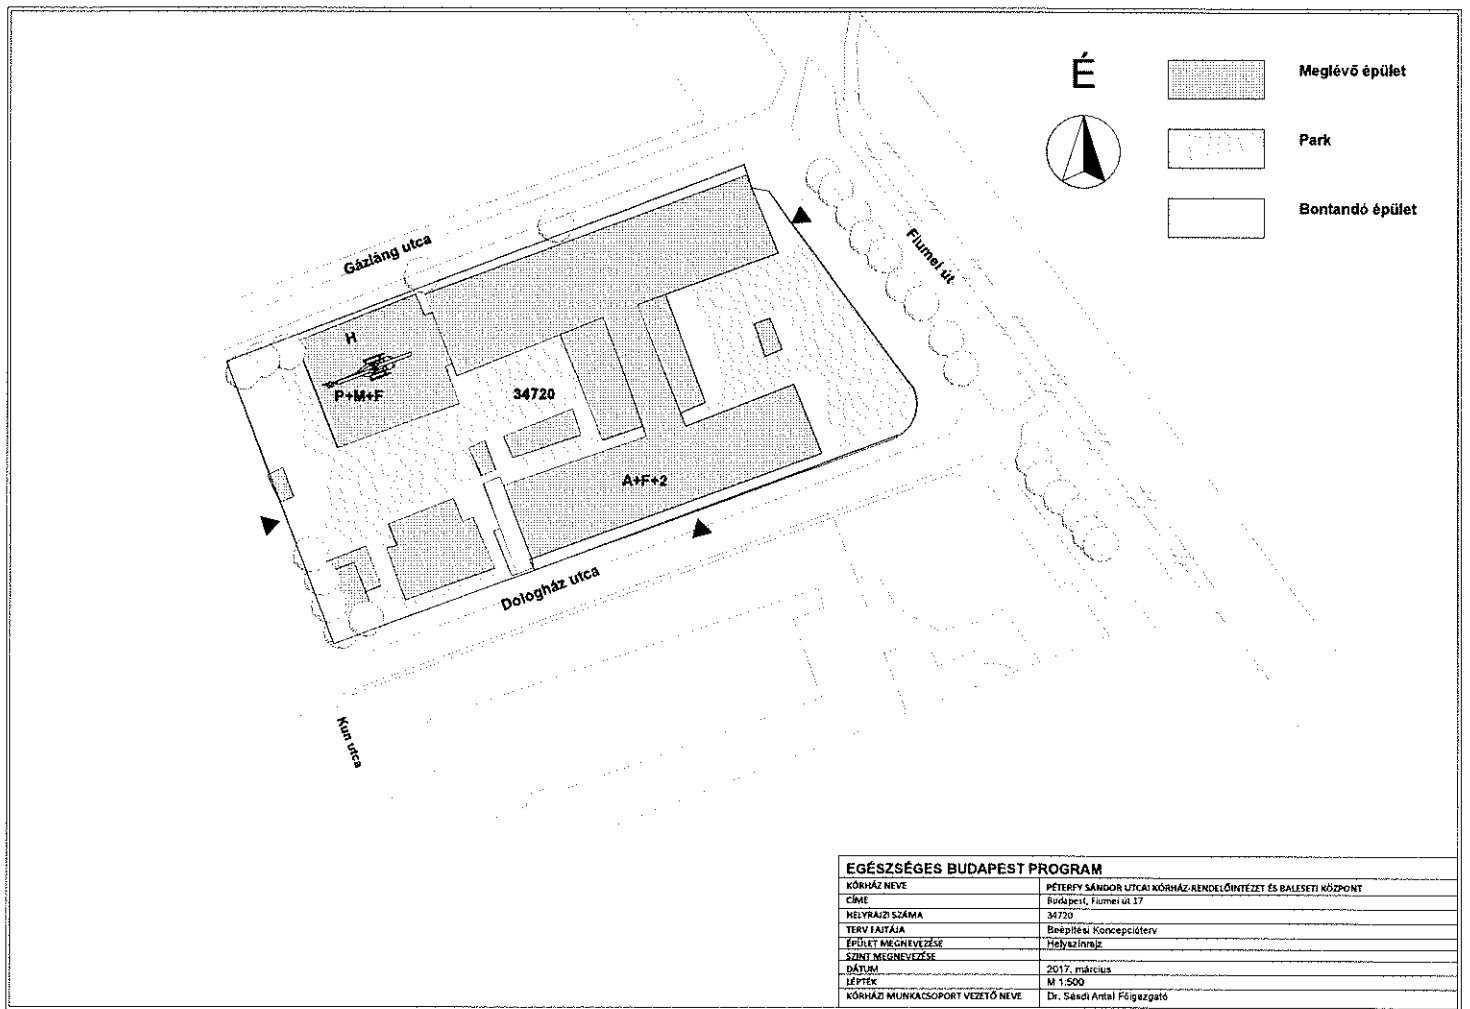 É
Meglévő épület
Park
Bontandó épület
Gázláng utca
Fiumei út
H
P+M+F
34720
A+F+2
Dologház utca
Kun utca
EGÉSZSÉGES BUDAPEST PROGRAM
KÓRHÁZ NEVE PÉTERFY SÁNDOR UTCAI KÓRHÁZ-RENDELŐINTÉZET ÉS BALESETI KÖZPONT
CÍME Budapest, Fiumei út 17
HELYRAJZI SZÁMA 34720
TERV FAJTÁJA Beépítési Koncepcióterv
ÉPÜLET MEGNEVEZÉSE Helyszínrajz
SZINT MEGNEVEZÉSE
DÁTUM 2017. március
LÉPTÉK M 1:500
KÓRHÁZI MUNKACSOPORT VEZETŐ NEVE Dr. Sásdi Antal Főigazgató